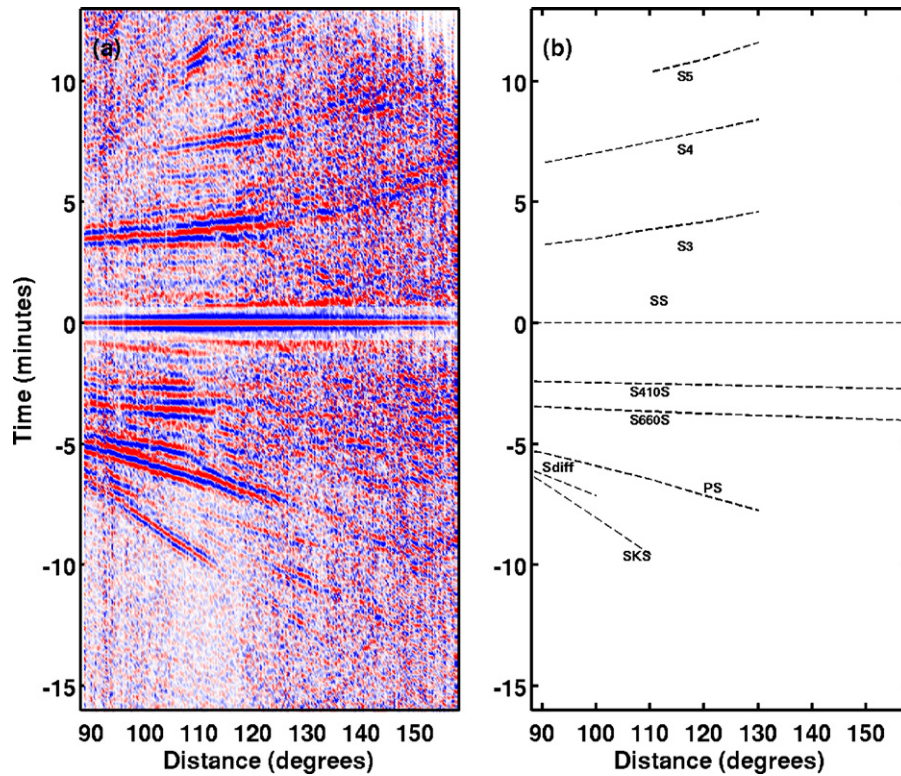 (a)
10
5
0
-5
-10
-15
Time (minutes)
90 100 110 120 130 140 150
Distance (degrees)
(b)
10
5
0
-5
-10
-15
S5
S4
S3
SS
S410S
S660S
Sdiff
PS
SKS
90 100 110 120 130 140 150
Distance (degrees)